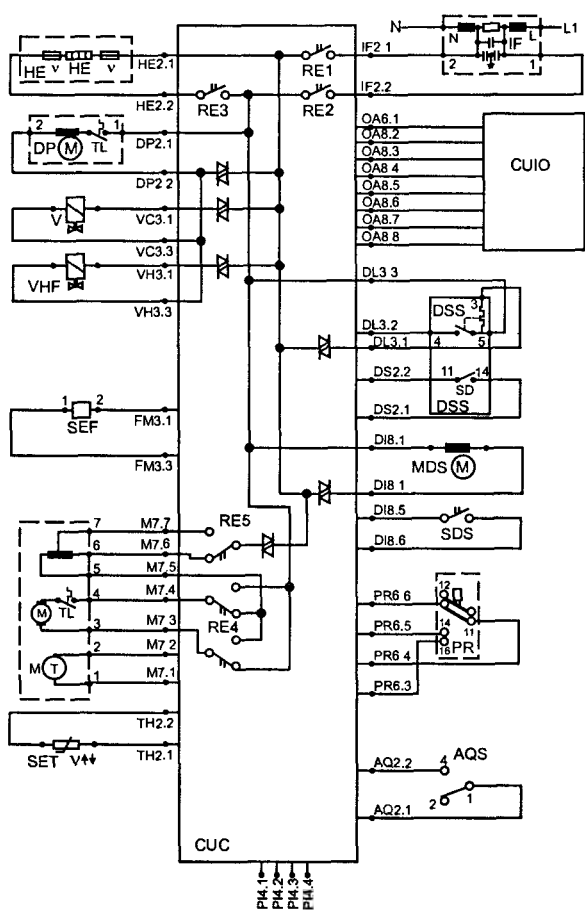 N L1
N L
IF
2 1
HE v HE v
HE2.1
RE1
IF2 1
HE2.2
RE3
RE2
IF2.2
2 1
DP M TL
DP2.1
DP2 2
OA6.1
OA8.2
OA8.3
OA8 4
OA8.5
OA8.6
OA8.7
OA8 8
CUIO
V
VC3.1
VC3.3
VHF
VH3.1
VH3.3
DL3 3
DSS 3
DL3.2
DL3.1
4 5
DS2.2
11 14
SD
DSS
DS2.1
1 2
SEF
FM3.1
FM3.3
DI8.1
MDS M
DI8 1
DI8.5
SDS
DI8.6
7 M7.7
RE5
6 M7.6
5 M7.5
4 M7.4
M TL
RE4
3 M7 3
2 M7 2
M T
1 M7.1
PR6 6
12
PR6.5
14
11
16
PR
PR6 4
PR6.3
TH2.2
SET
TH2.1
AQ2.2
4
AQS
2 1
AQ2.1
CUC
PI4.1
PI4.2
PI4.3
PI4.4